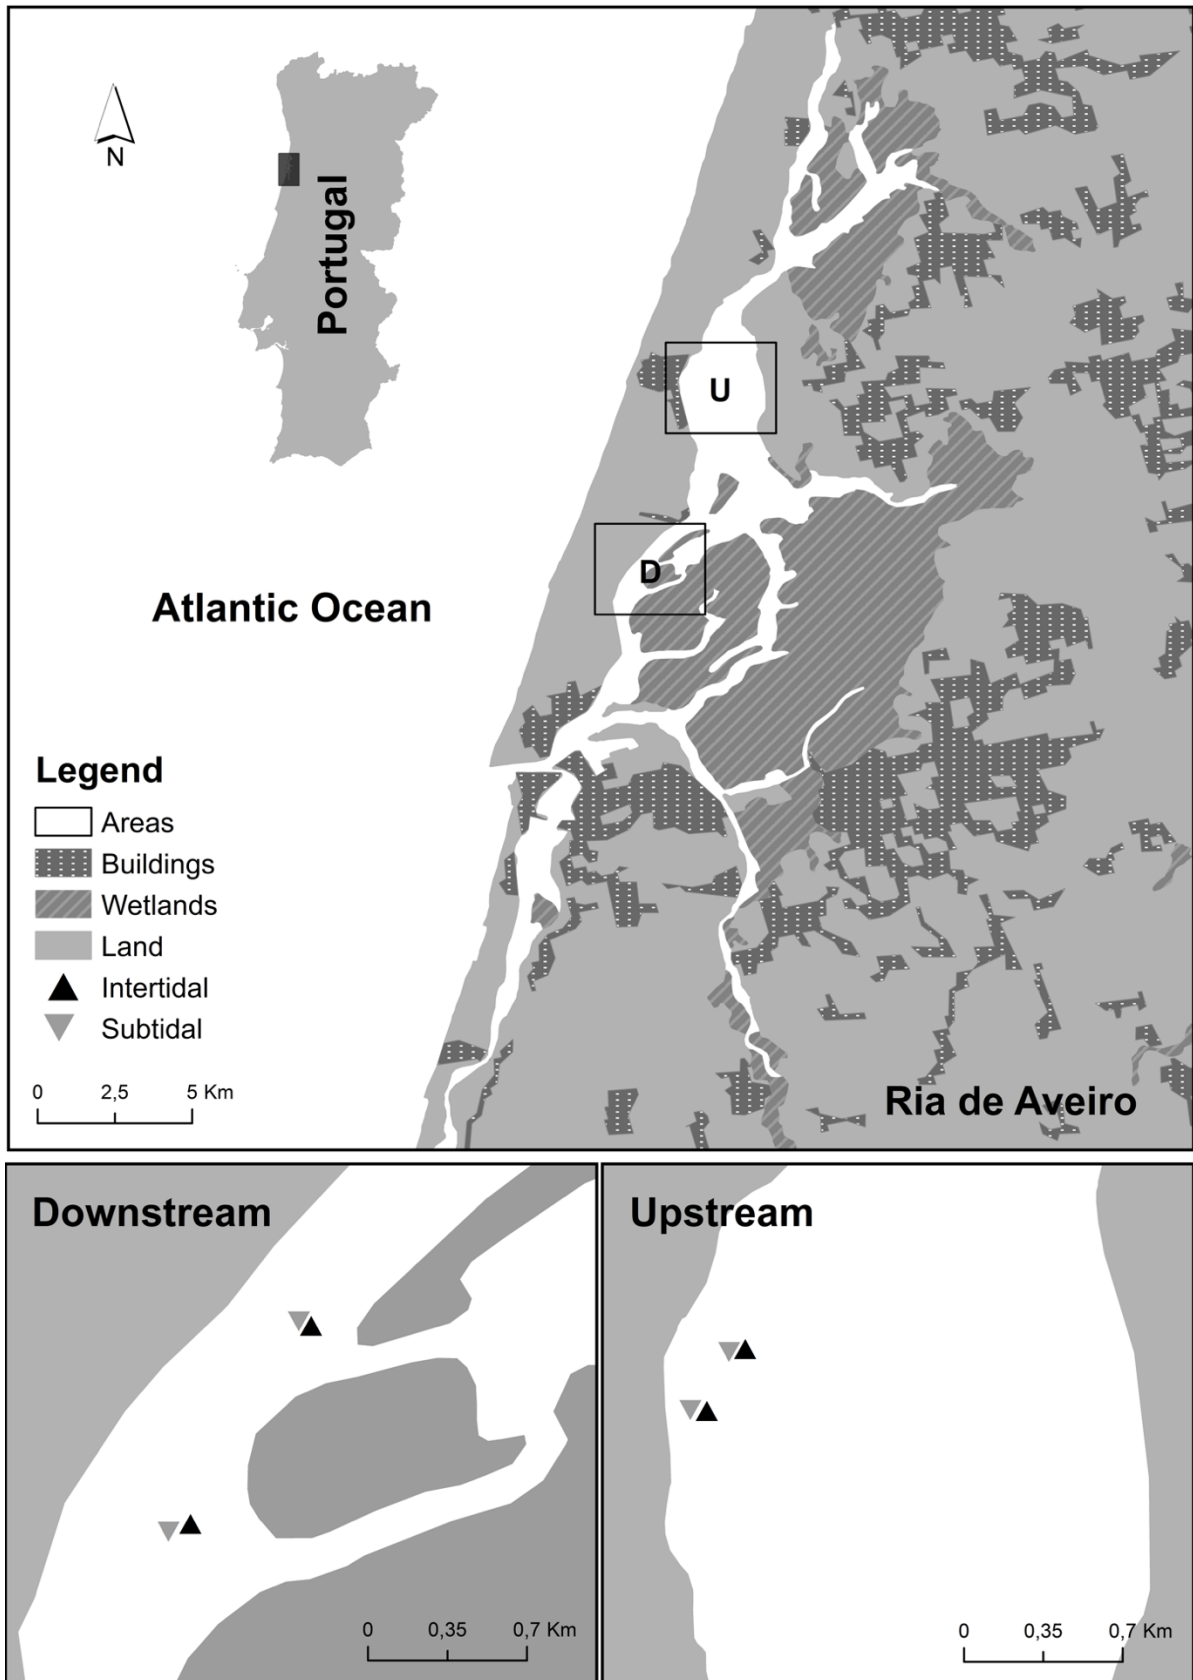 N
Portugal
U
D
Atlantic Ocean
Legend
Areas
Buildings
Wetlands
Land
Intertidal
Subtidal
0 2,5 5 Km
Ria de Aveiro
Downstream
0 0,35 0,7 Km
Upstream
0 0,35 0,7 Km